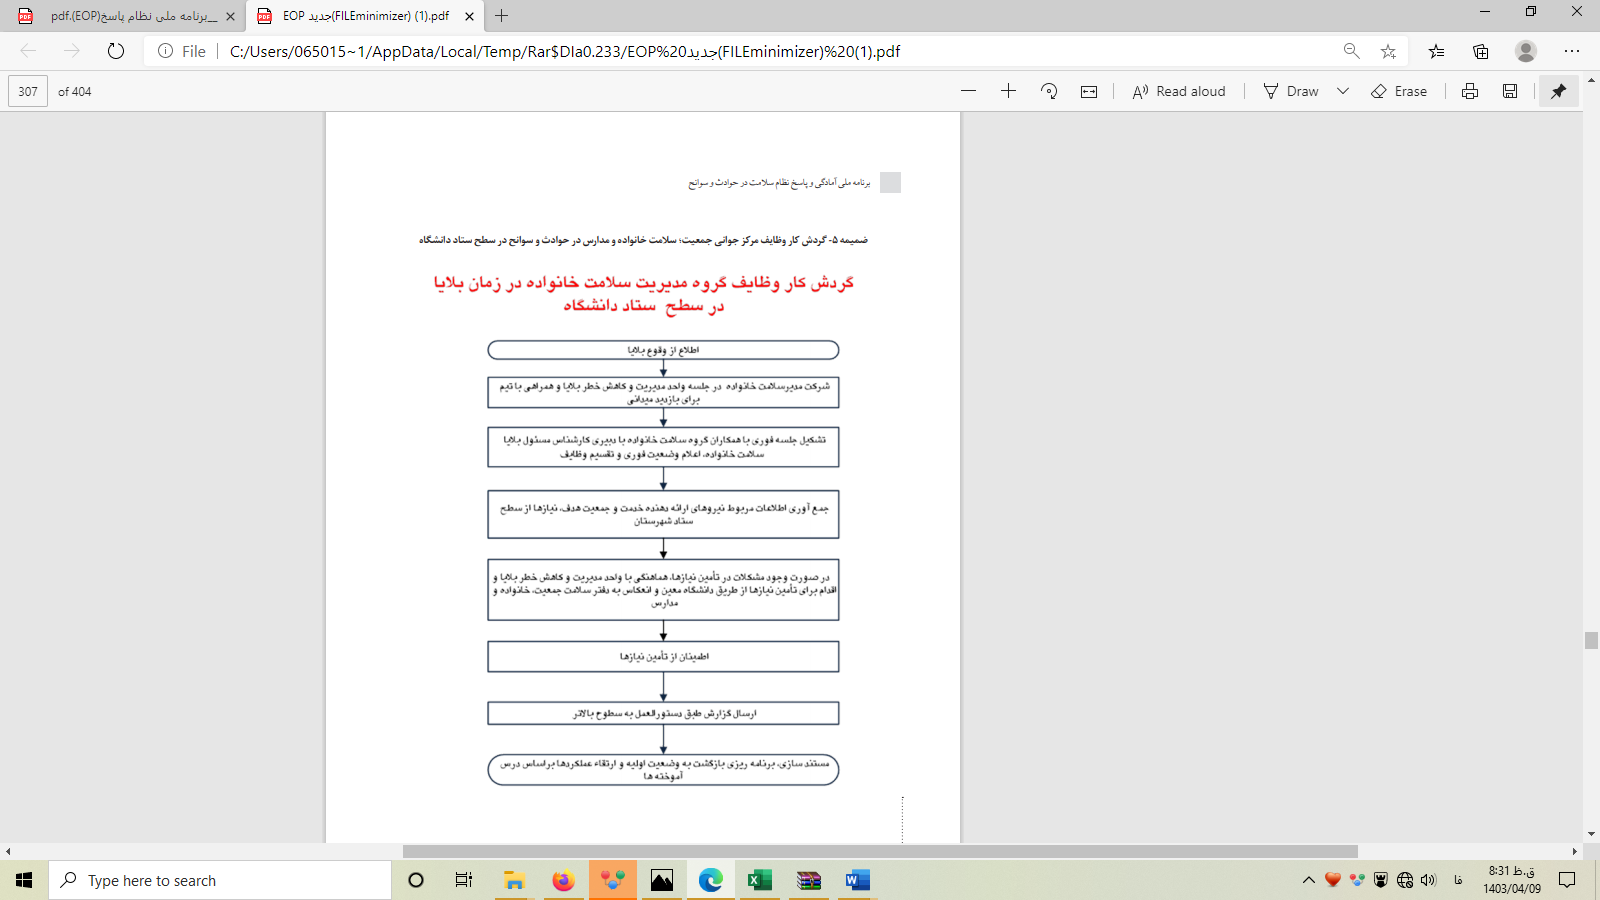 برنامه ملی نظام پاسخ(EOP).pdf
EOP جدید(FILEminimizer) (1).pdf
File
C:/Users/065015~1/AppData/Local/Temp/Rar$DIa0.233/EOP%20جدید(FILEminimizer)%20(1).pdf
307 of 404
Read aloud
Draw
Erase
برنامه ملی آمادگی و پاسخ نظام سلامت در حوادث و سوانح
ضمیمه ۵- گردش کار وظایف مرکز جوانی جمعیت؛ سلامت خانواده و مدارس در حوادث و سوانح در سطح ستاد دانشگاه
گردش کار وظایف گروه مدیریت سلامت خانواده در زمان بلایا
در سطح ستاد دانشگاه
اطلاع از وقوع بلایا
شرکت مدیرسلامت خانواده در جلسه واحد مدیریت و کاهش خطر بلایا و همراهی با تیم
برای بازدید میدانی
تشکیل جلسه فوری با همکاران گروه سلامت خانواده با دبیری کارشناس مسئول بلایا
سلامت خانواده، اعلام وضعیت فوری و تقسیم وظایف
جمع آوری اطلاعات مربوط نیروهای ارائه دهنده خدمت و جمعیت هدف، نیازها از سطح
ستاد شهرستان
در صورت وجود مشکلات در تأمین نیازها، هماهنگی با واحد مدیریت و کاهش خطر بلایا و
اقدام برای تأمین نیازها از طریق دانشگاه معین و انعکاس به دفتر سلامت جمعیت، خانواده و
مدارس
اطمینان از تأمین نیازها
ارسال گزارش طبق دستورالعمل به سطوح بالاتر
مستند سازی، برنامه ریزی بازگشت به وضعیت اولیه و ارتقاء عملکردها براساس درس
آموخته ها
Type here to search
فا
8:31 ق.ظ
1403/04/09